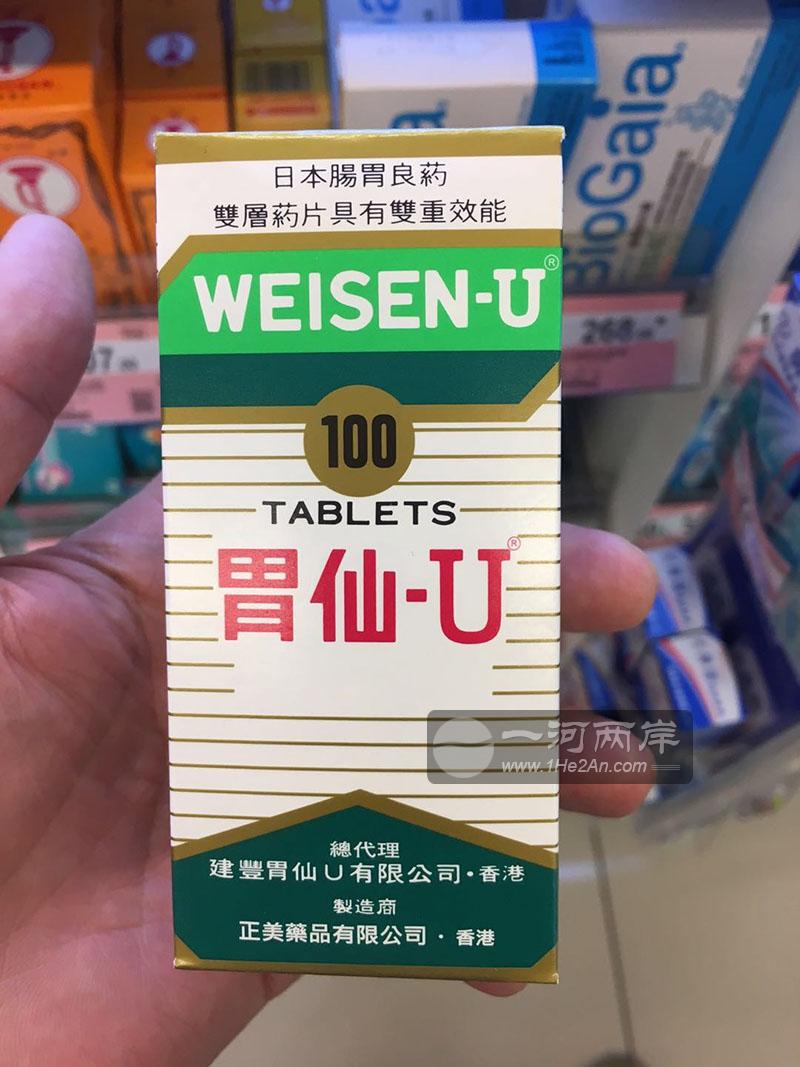 日本腸胃良葯
雙層葯片具有雙重效能
WEISEN-U®
100
TABLETS
胃仙-U®
總代理
建豐胃仙U有限公司·香港
製造商
正美藥品有限公司·香港
BioGaia
268
一河两岸
www.1He2An.com